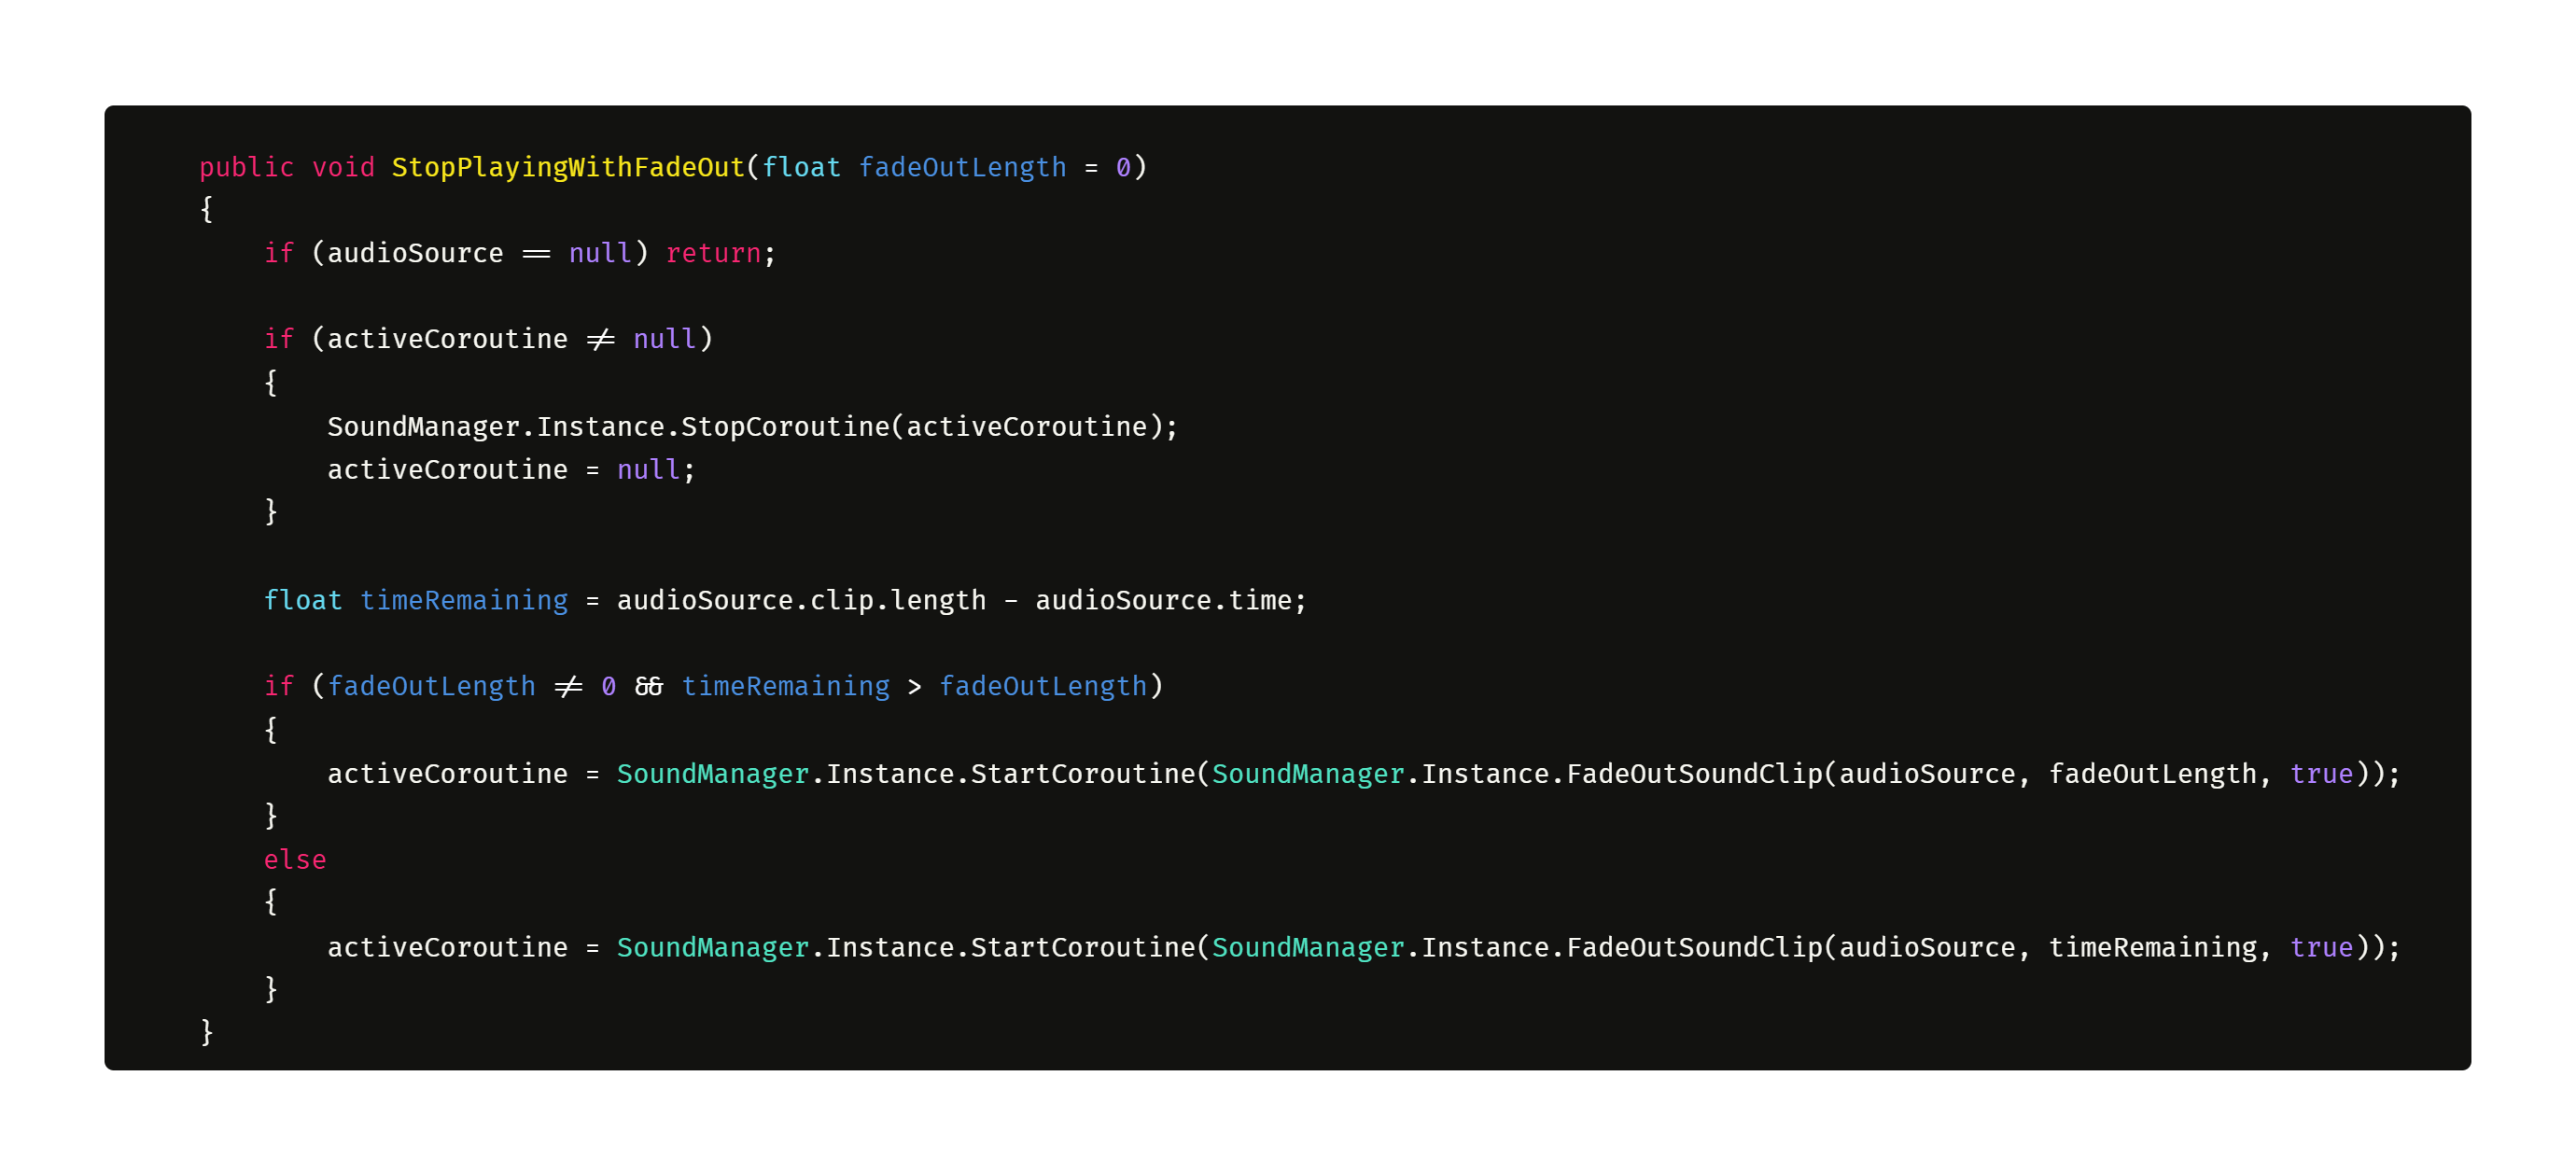 public void StopPlayingWithFadeOut(float fadeOutLength = 0)
{
if (audioSource == null) return;
if (activeCoroutine != null)
{
SoundManager.Instance.StopCoroutine(activeCoroutine);
activeCoroutine = null;
}
float timeRemaining = audioSource.clip.length - audioSource.time;
if (fadeOutLength != 0 && timeRemaining > fadeOutLength)
{
activeCoroutine = SoundManager.Instance.StartCoroutine(SoundManager.Instance.FadeOutSoundClip(audioSource, fadeOutLength, true));
}
else
{
activeCoroutine = SoundManager.Instance.StartCoroutine(SoundManager.Instance.FadeOutSoundClip(audioSource, timeRemaining, true));
}
}